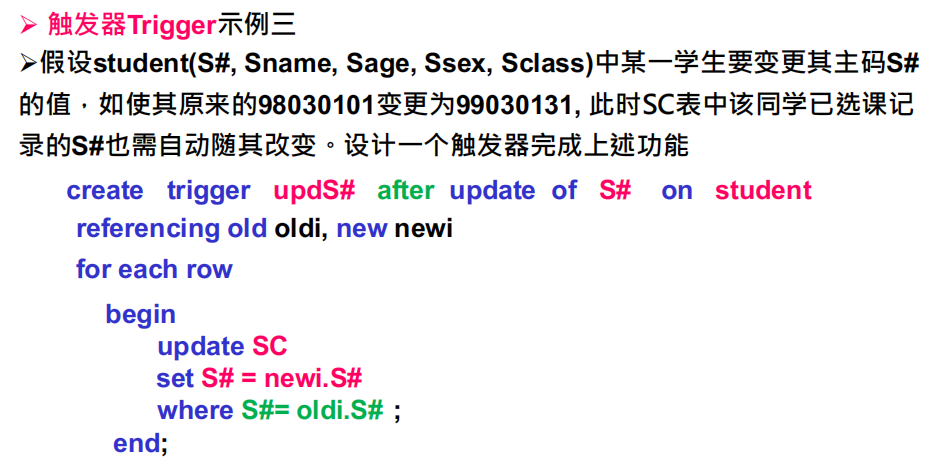 ➢ 触发器Trigger示例三
➢假设student(S#, Sname, Sage, Ssex, Sclass)中某一学生要变更其主码S#
的值，如使其原来的98030101变更为99030131, 此时SC表中该同学已选课记
录的S#也需自动随其改变。设计一个触发器完成上述功能
create trigger updS# after update of S# on student
referencing old oldi, new newi
for each row
begin
update SC
set S# = newi.S#
where S#= oldi.S# ;
end;